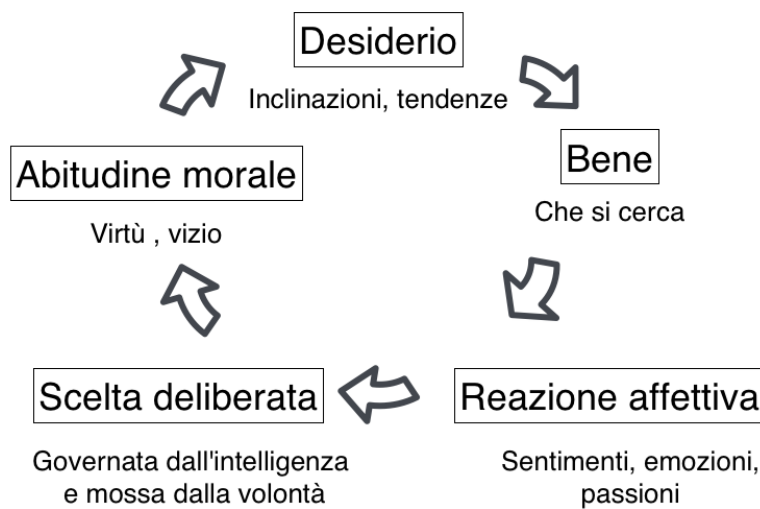 Desiderio
Inclinazioni, tendenze
Bene
Che si cerca
Reazione affettiva
Sentimenti, emozioni,
passioni
Scelta deliberata
Governata dall'intelligenza
e mossa dalla volontà
Abitudine morale
Virtù , vizio